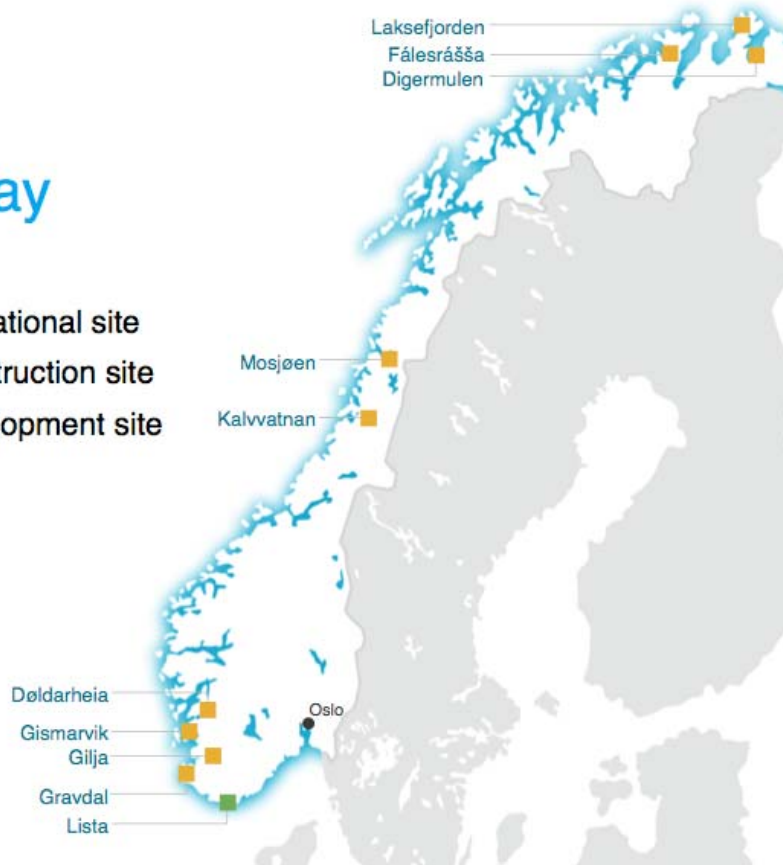 Laksefjorden
Fálesrášša
Digermulen
ay
ational site
truction site
opment site
Mosjøen
Kalvvatnan
Døldarheia
Oslo
Gismarvik
Gilja
Gravdal
Lista